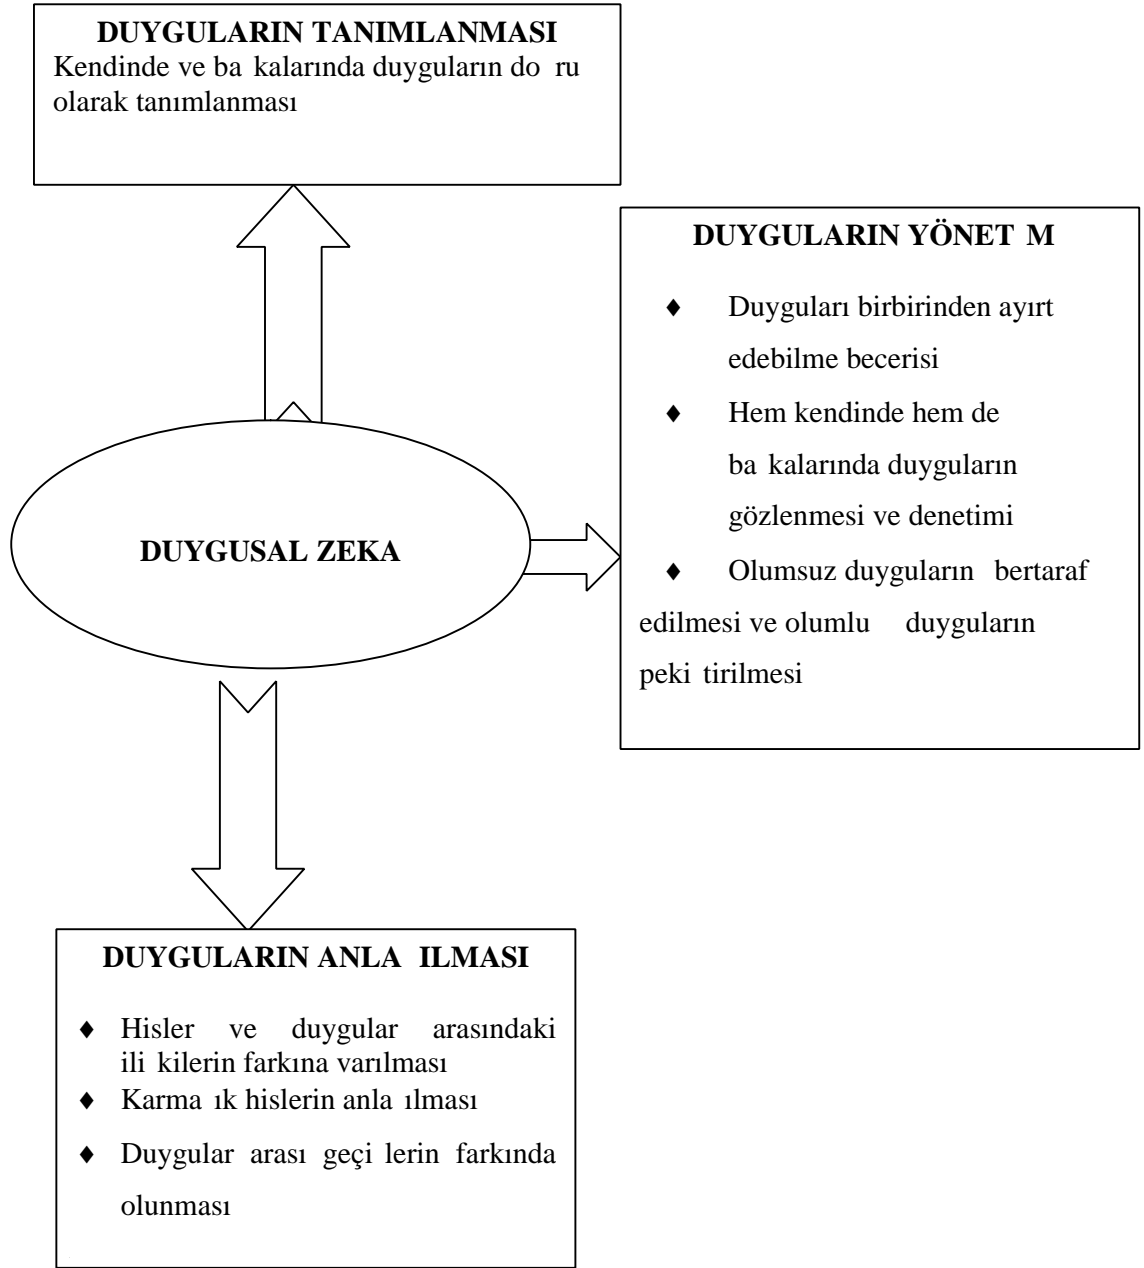 DUYGULARIN TANIMLANMASI
Kendinde ve ba kalarında duyguların do ru
olarak tanımlanması
DUYGULARIN YÖNET M
♦ Duyguları birbirinden ayırt
edebilme becerisi
♦ Hem kendinde hem de
ba kalarında duyguların
gözlenmesi ve denetimi
♦ Olumsuz duyguların bertaraf
edilmesi ve olumlu duyguların
peki tirilmesi
DUYGUSAL ZEKA
DUYGULARIN ANLA ILMASI
♦ Hisler ve duygular arasındaki
ili kilerin farkına varılması
♦ Karma ık hislerin anla ılması
♦ Duygular arası geçi lerin farkında
olunması